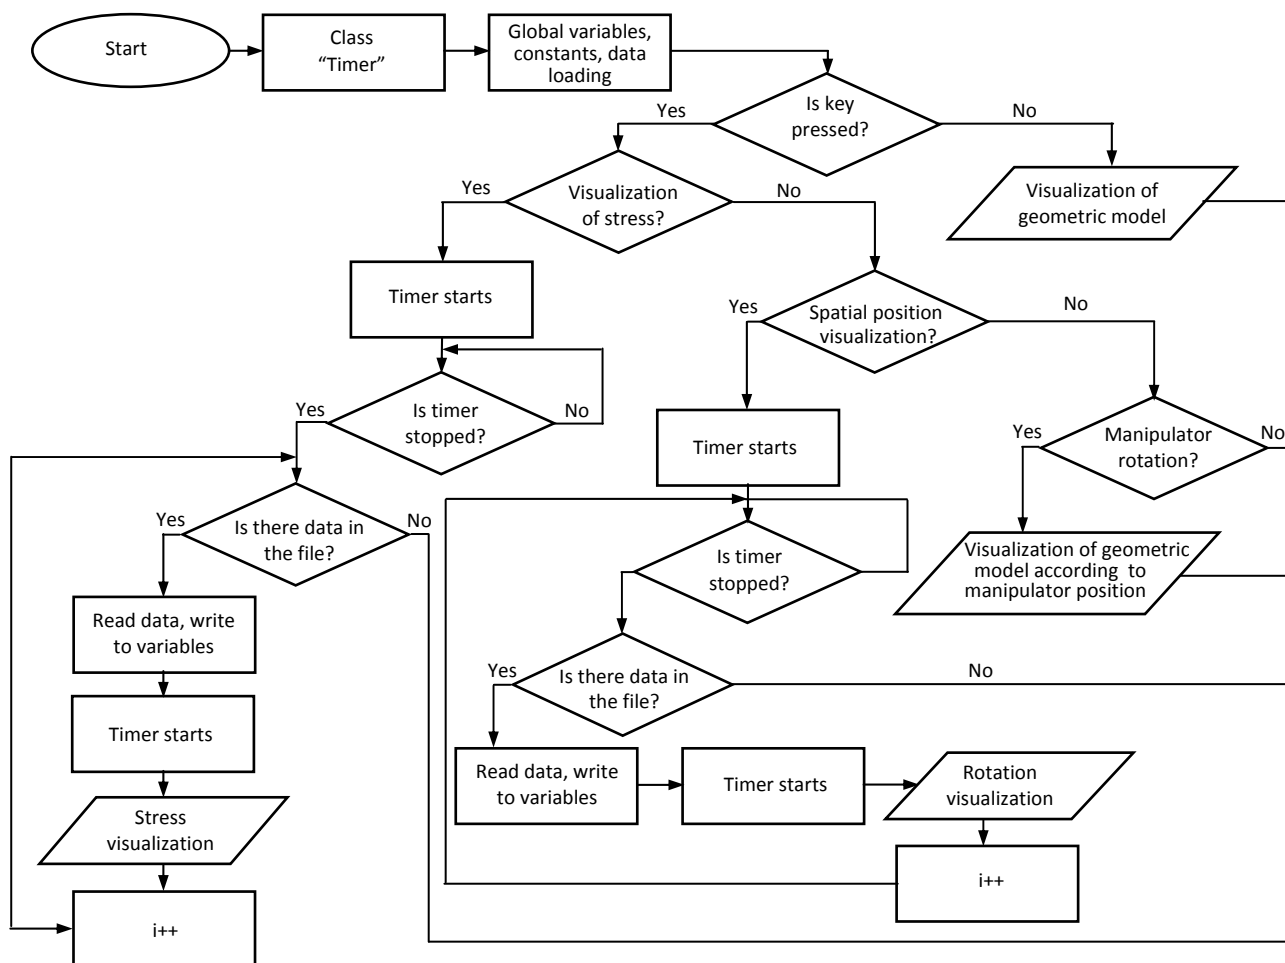 Start
Class
“Timer”
Global variables,
constants, data
loading
Is key
pressed?
Yes
No
Visualization
of stress?
Yes
No
Visualization of
geometric model
Timer starts
Spatial position
visualization?
Yes
No
Is timer
stopped?
Yes
No
Timer starts
Manipulator
rotation?
Yes
No
Is there data in
the file?
Yes
No
Is timer
stopped?
Visualization of geometric
model according to
manipulator position
Read data, write
to variables
Is there data in
the file?
Yes
No
Timer starts
Read data, write
to variables
Timer starts
Rotation
visualization
Stress
visualization
i++
i++